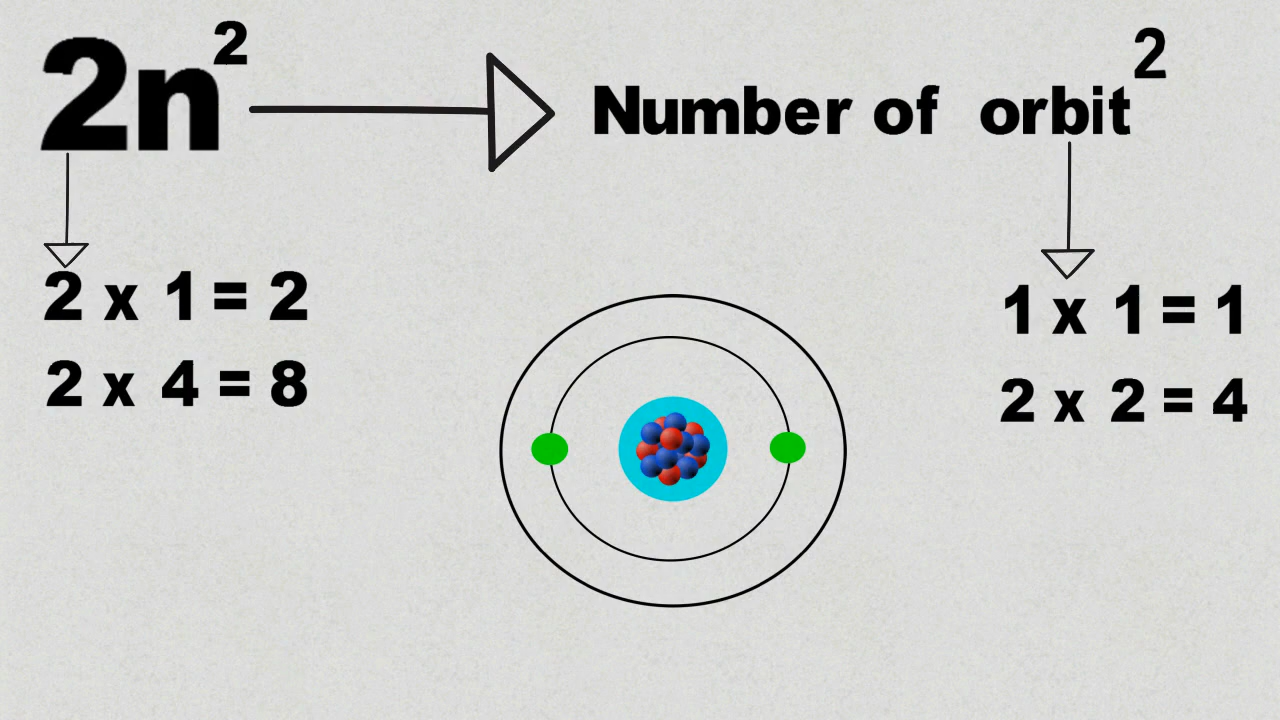 2n² Number of orbit²
2 x 1 = 2
2 x 4 = 8
1 x 1 = 1
2 x 2 = 4